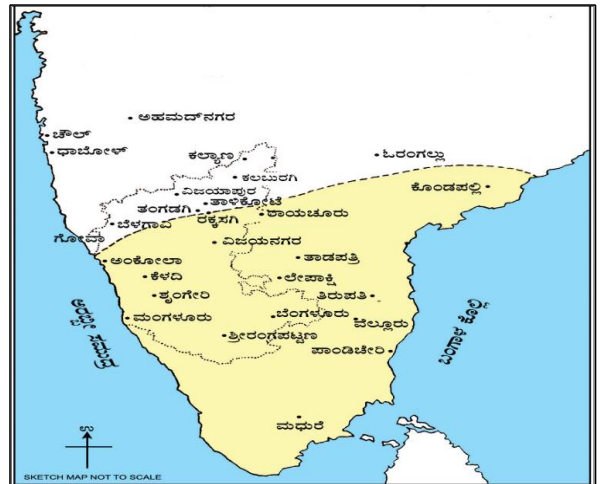 ಅಹಮದ್‌ನಗರ
ಚೌಲ್
ಧಾಬೋಳ್
ಓರಂಗಲ್ಲು
ಕಲ್ಯಾಣ
ಕಲಬುರಗಿ
ಕೊಂಡಪಲ್ಲಿ
ವಿಜಯಾಪುರ
ತಾಳಿಕೋಟೆ
ತಂಗಡಗಿ
ರಕ್ಕಸಗಿ
ರಾಯಚೂರು
ಬೆಳಗಾವಿ
ಗೋವಾ
ವಿಜಯನಗರ
ಅಂಕೋಲಾ
ತಾಡಪತ್ರಿ
ಕೆಳದಿ
ಲೇಪಾಕ್ಷಿ
ಶೃಂಗೇರಿ
ತಿರುಪತಿ
ಮಂಗಳೂರು
ಬೆಂಗಳೂರು
ವೆಲ್ಲೂರು
ಶ್ರೀರಂಗಪಟ್ಟಣ
ಪಾಂಡಿಚೇರಿ
ಅರಬ್ಬೀ ಸಮುದ್ರ
ಬಂಗಾಳ ಕೊಲ್ಲಿ
ಮಧುರೆ
SKETCH MAP NOT TO SCALE